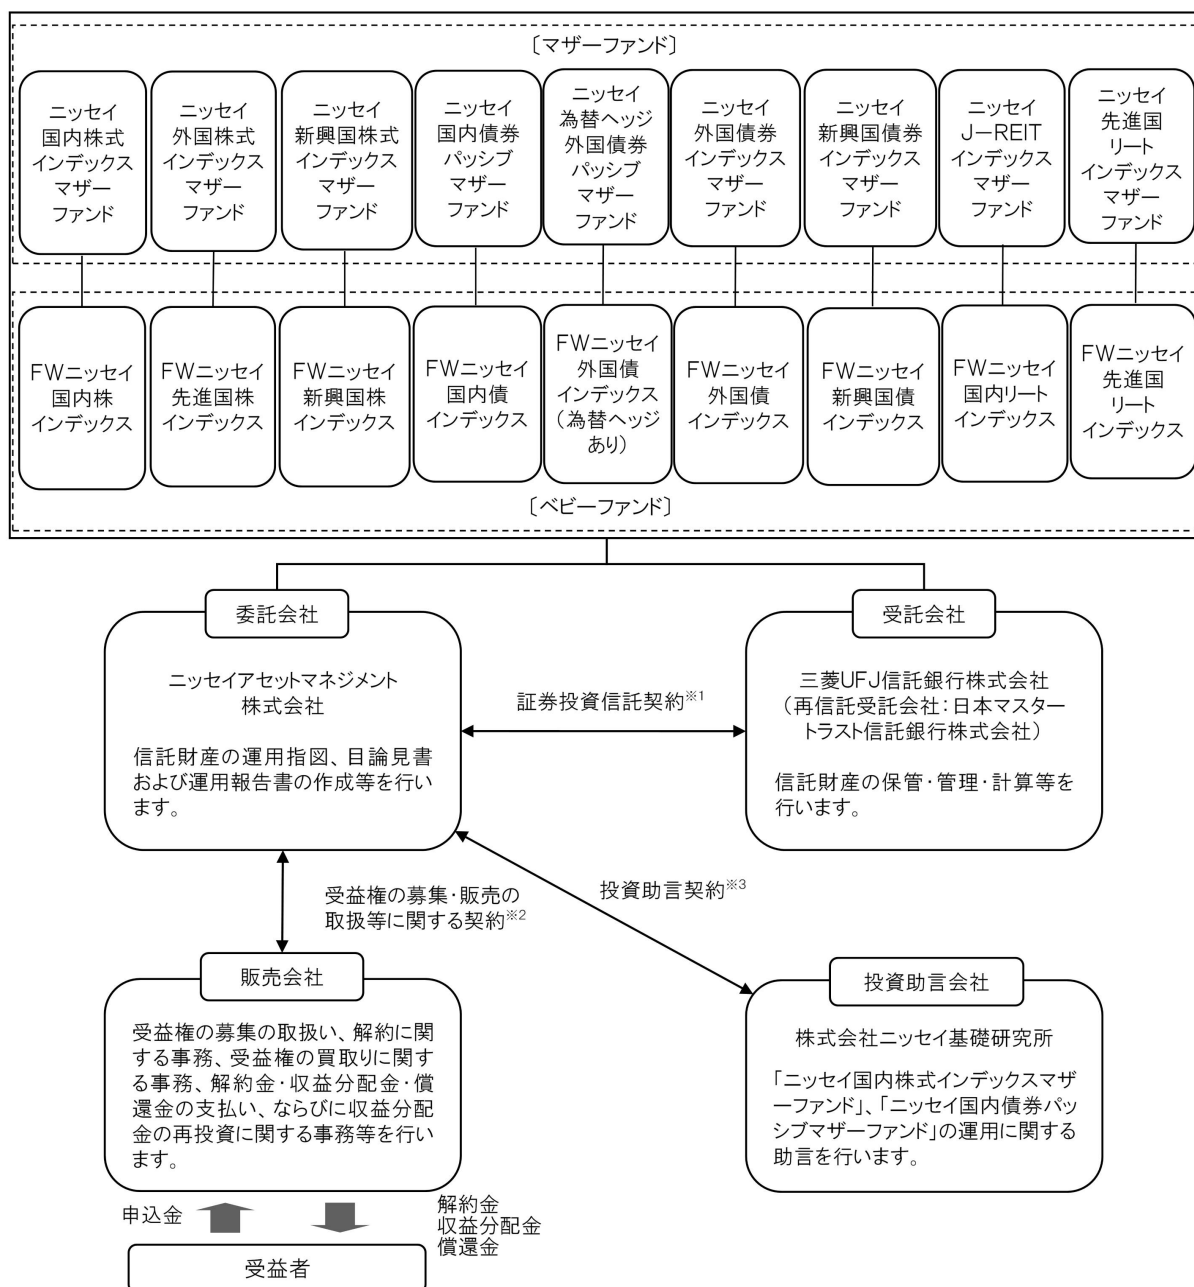 〔マザーファンド〕
ニッセイ
国内株式
インデックス
マザー
ファンド
ニッセイ
外国株式
インデックス
マザー
ファンド
ニッセイ
新興国株式
インデックス
マザー
ファンド
ニッセイ
国内債券
パッシブ
マザー
ファンド
ニッセイ
為替ヘッジ
外国債券
パッシブ
マザー
ファンド
ニッセイ
外国債券
インデックス
マザー
ファンド
ニッセイ
新興国債券
インデックス
マザー
ファンド
ニッセイ
J－REIT
インデックス
マザー
ファンド
ニッセイ
先進国
リート
インデックス
マザー
ファンド
FWニッセイ
国内株
インデックス
FWニッセイ
先進国株
インデックス
FWニッセイ
新興国株
インデックス
FWニッセイ
国内債
インデックス
FWニッセイ
外国債
インデックス
（為替ヘッジ
あり）
FWニッセイ
外国債
インデックス
FWニッセイ
新興国債
インデックス
FWニッセイ
国内リート
インデックス
FWニッセイ
先進国
リート
インデックス
〔ベビーファンド〕
委託会社
ニッセイアセットマネジメント
株式会社
信託財産の運用指図、目論見書
および運用報告書の作成等を行い
ます。
証券投資信託契約※1
受託会社
三菱UFJ信託銀行株式会社
（再信託受託会社：日本マスター
トラスト信託銀行株式会社）
信託財産の保管・管理・計算等を
行います。
受益権の募集・販売の
取扱等に関する契約※2
投資助言契約※3
販売会社
受益権の募集の取扱い、解約に関
する事務、受益権の買取りに関す
る事務、解約金・収益分配金・償
還金の支払い、ならびに収益分配
金の再投資に関する事務等を行い
ます。
投資助言会社
株式会社ニッセイ基礎研究所
「ニッセイ国内株式インデックスマザ
ーファンド」、「ニッセイ国内債券パッ
シブマザーファンド」の運用に関する
助言を行います。
申込金
解約金
収益分配金
償還金
受益者